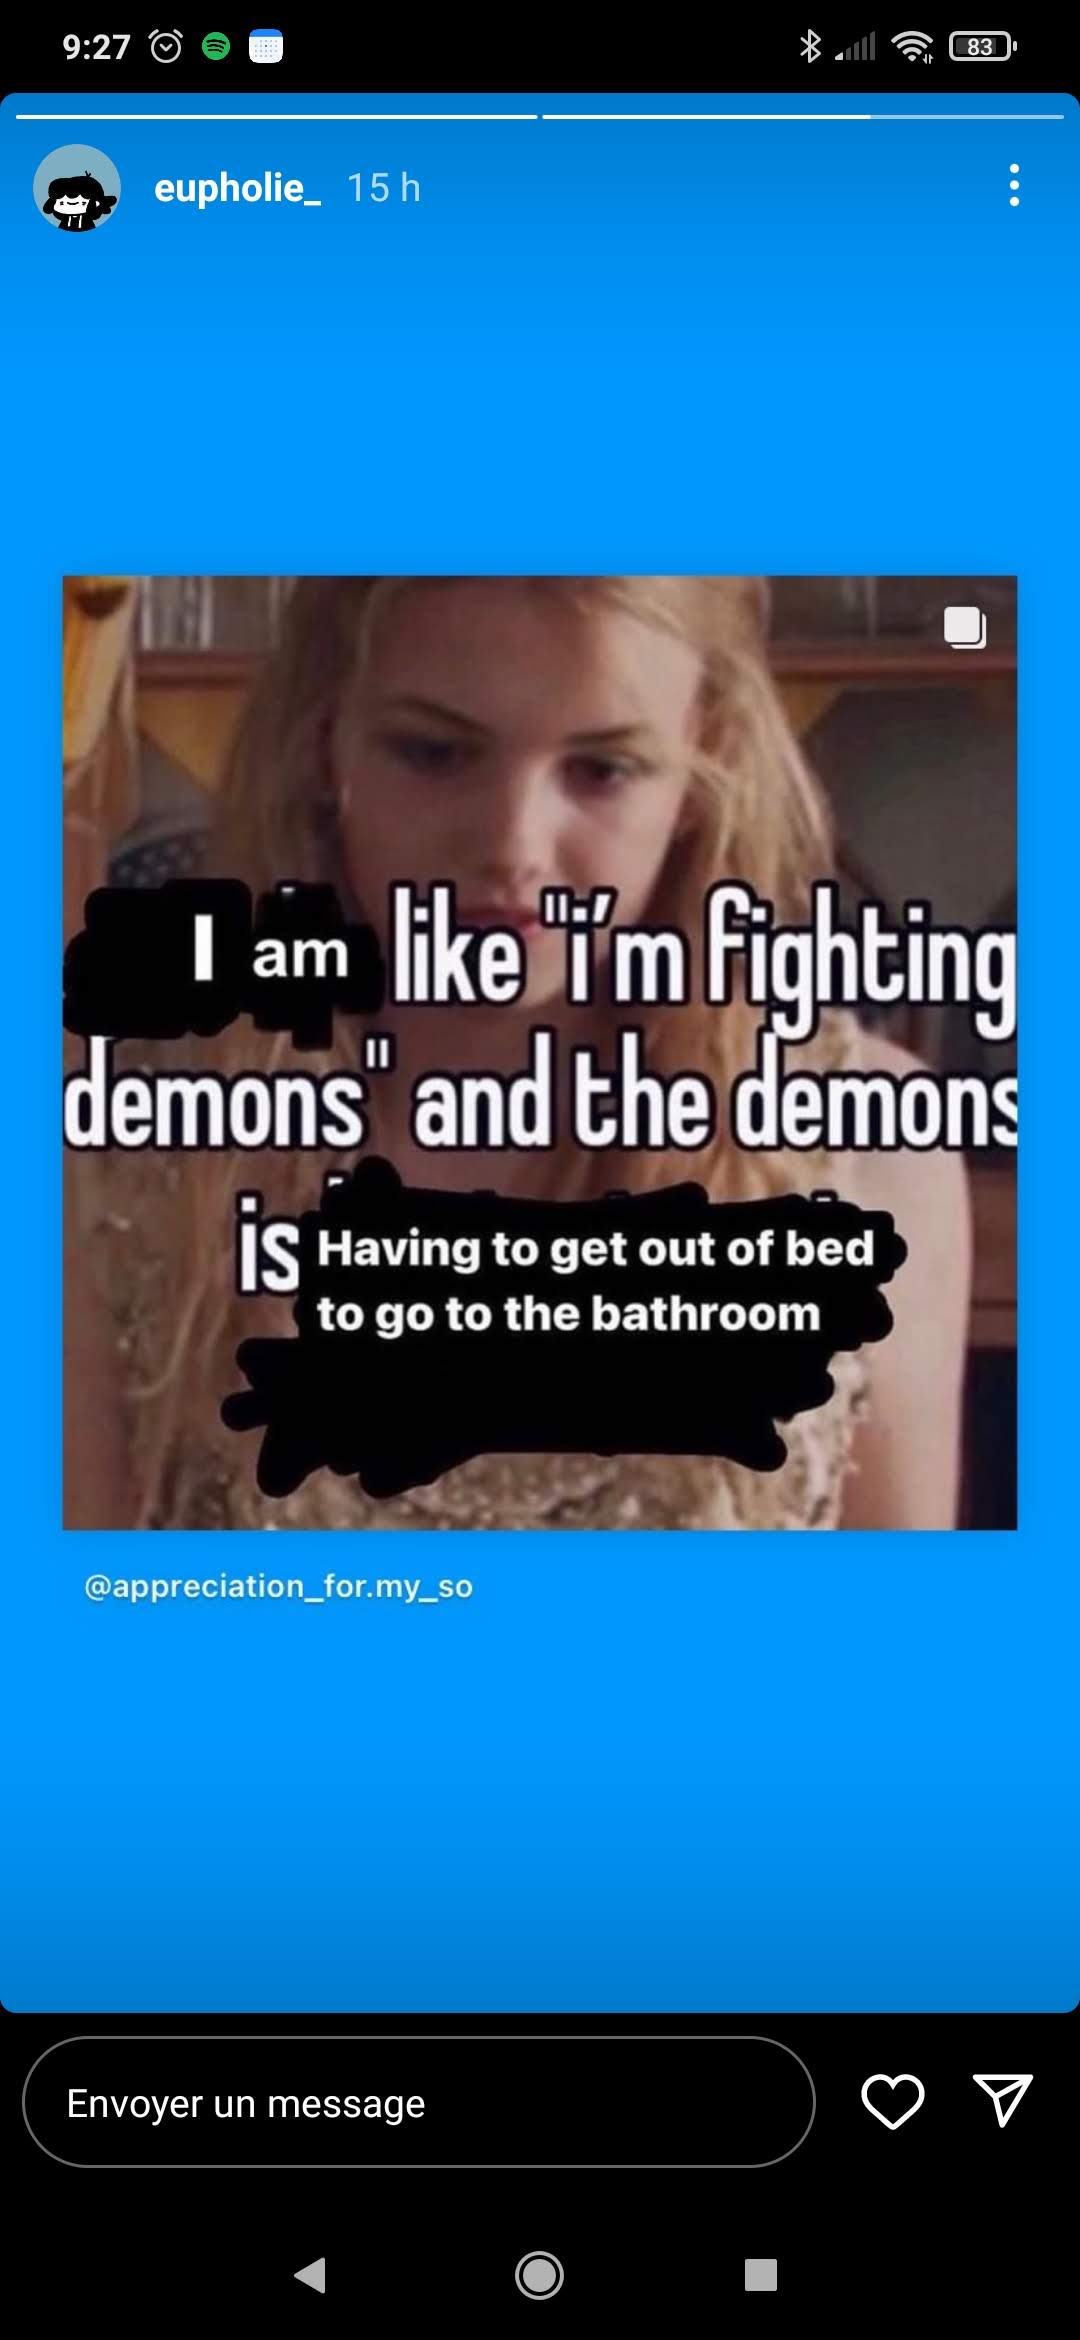 9:27
83
eupholie_ 15 h
I am like "i'm fighting
demons" and the demons
is Having to get out of bed
to go to the bathroom
@appreciation_for.my_so
Envoyer un message